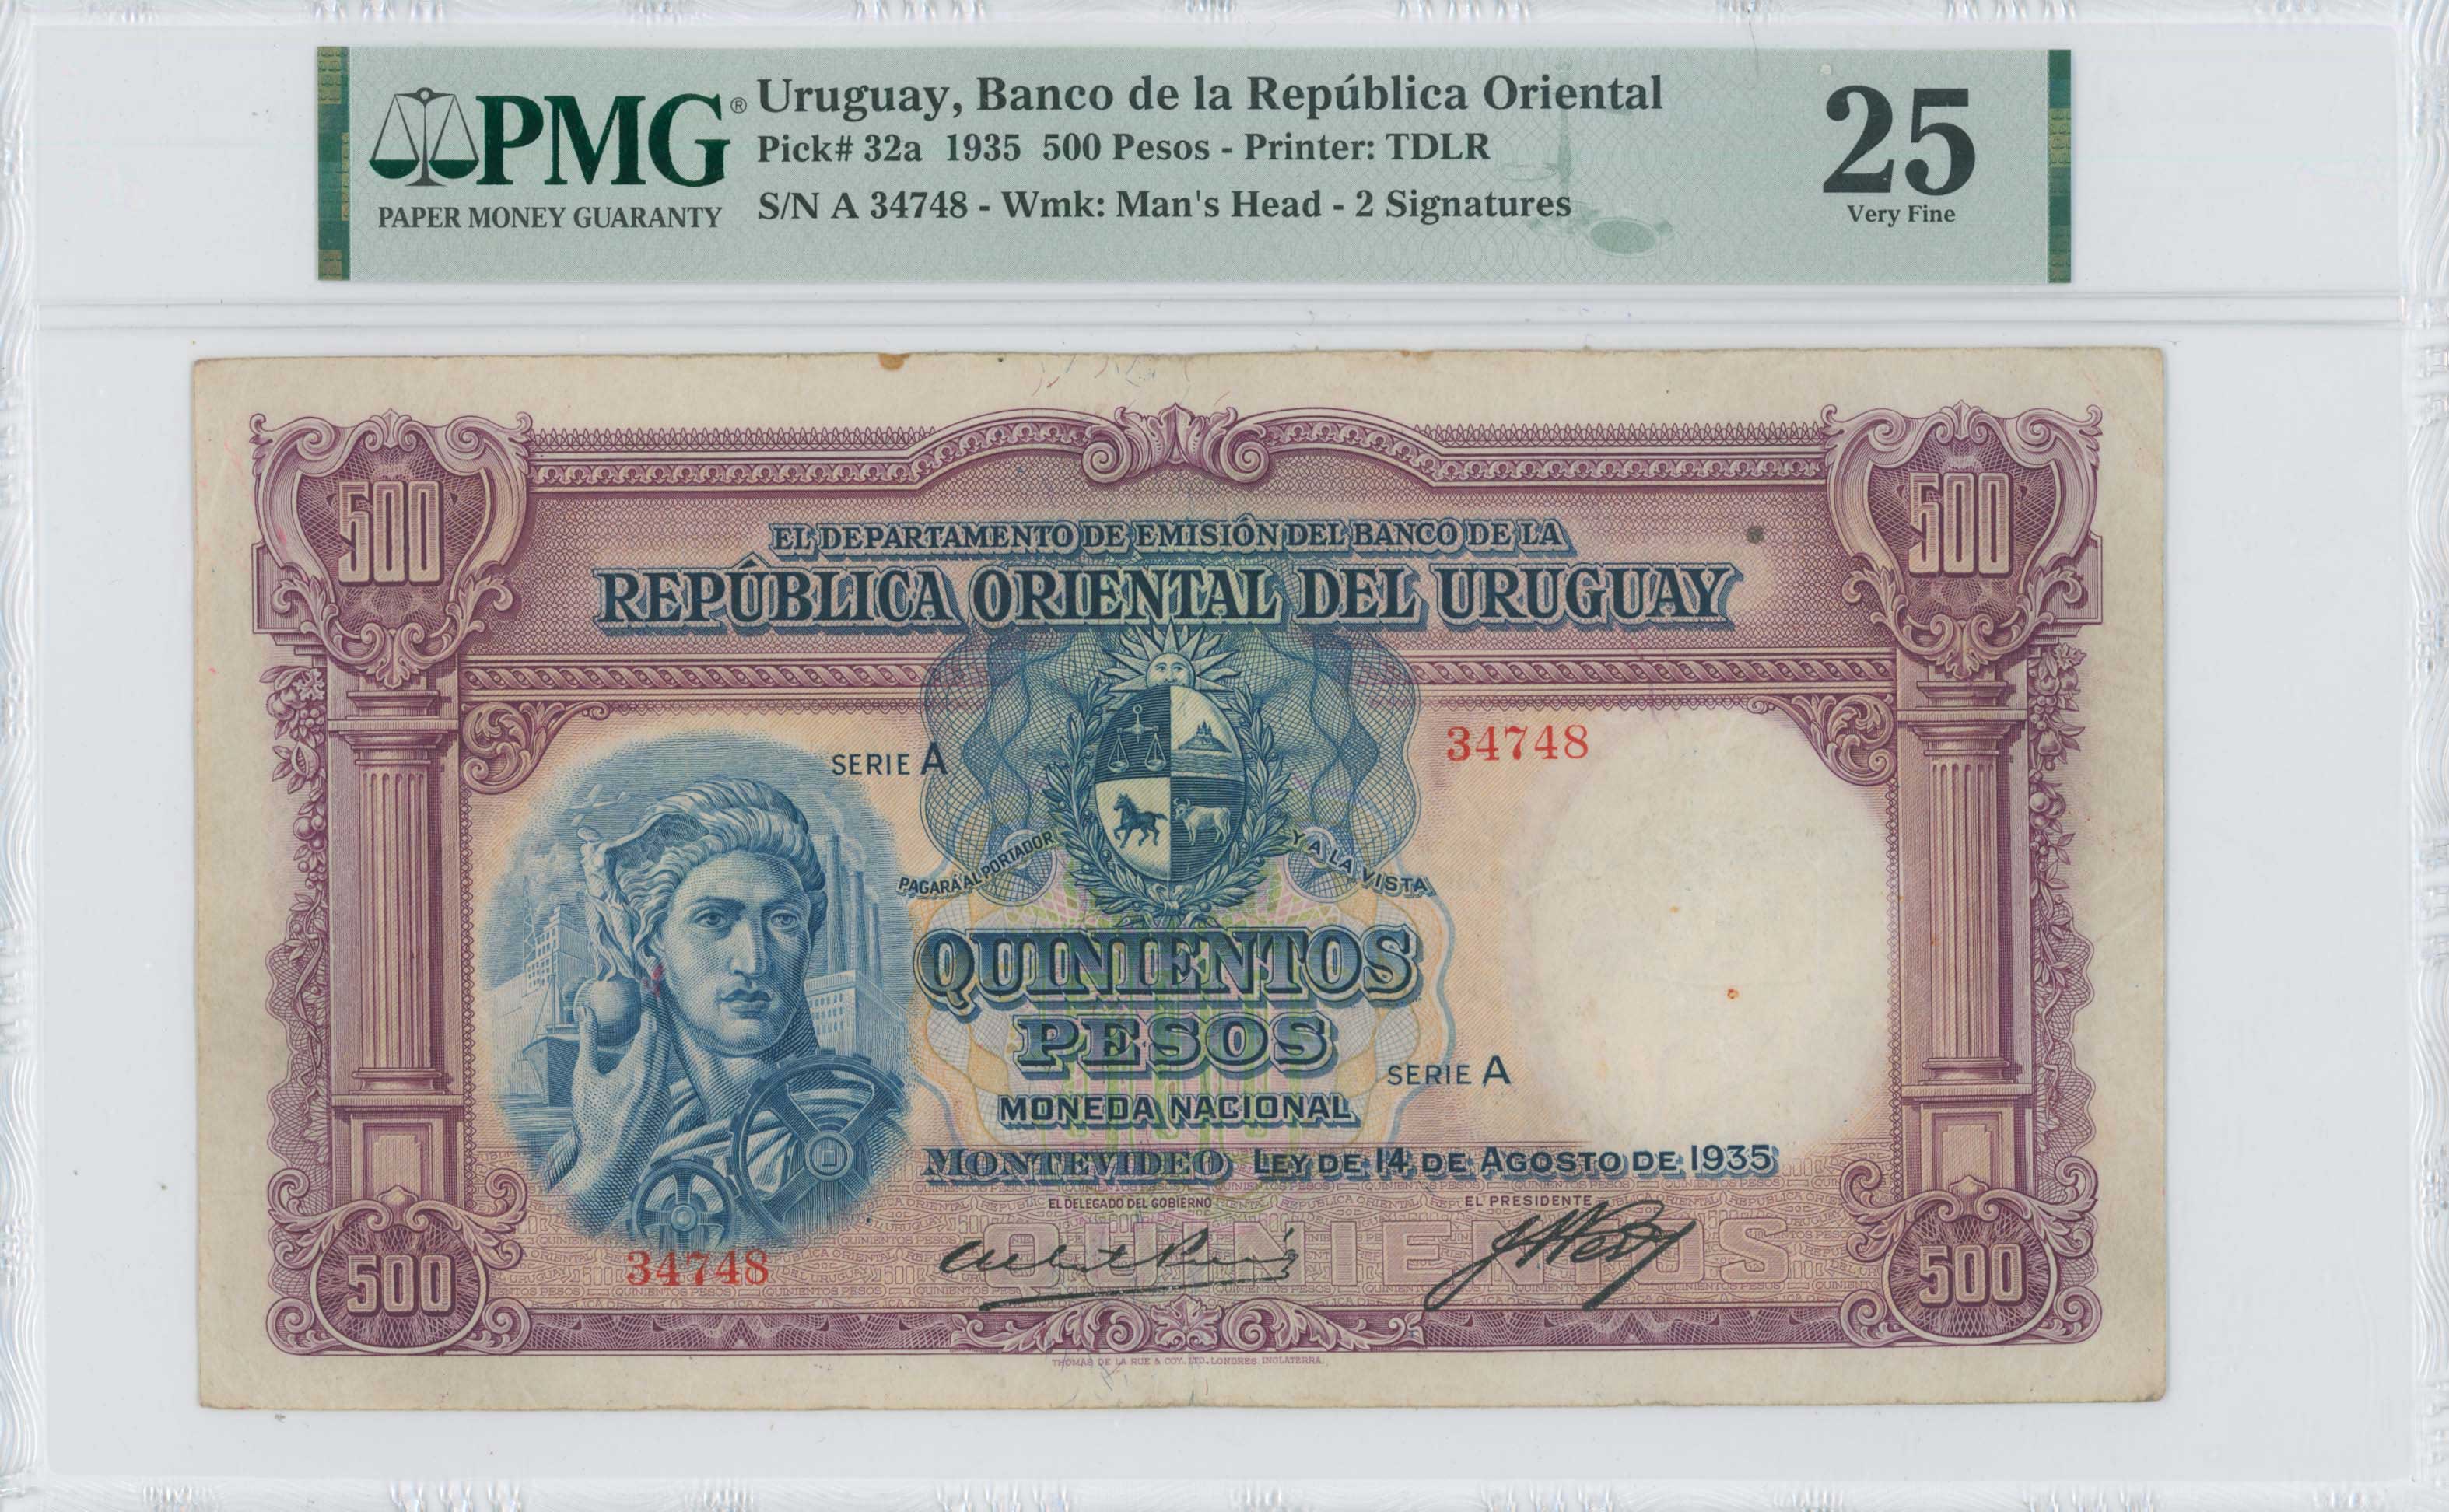 PMG®
PAPER MONEY GUARANTY
Uruguay, Banco de la República Oriental
Pick# 32a 1935 500 Pesos - Printer: TDLR
S/N A 34748 - Wmk: Man's Head - 2 Signatures
25
Very Fine
500
500
EL DEPARTAMENTO DE EMISIÓN DEL BANCO DE LA
REPÚBLICA ORIENTAL DEL URUGUAY
SERIE A
34748
PAGARÁ AL PORTADOR Y A LA VISTA
QUINIENTOS
PESOS
SERIE A
MONEDA NACIONAL
MONTEVIDEO, LEY DE 14 DE AGOSTO DE 1935
EL DELEGADO DEL GOBIERNO
EL PRESIDENTE
QUINIENTOS
34748
500
500
THOMAS DE LA RUE & COY. LTD. LONDRES. INGLATERRA.